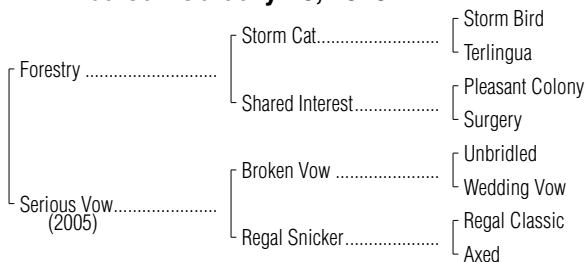 Storm Bird
Storm Cat
Terlingua
Forestry
Pleasant Colony
Shared Interest
Surgery
Unbridled
Broken Vow
Wedding Vow
Serious Vow
(2005)
Regal Classic
Regal Snicker
Axed